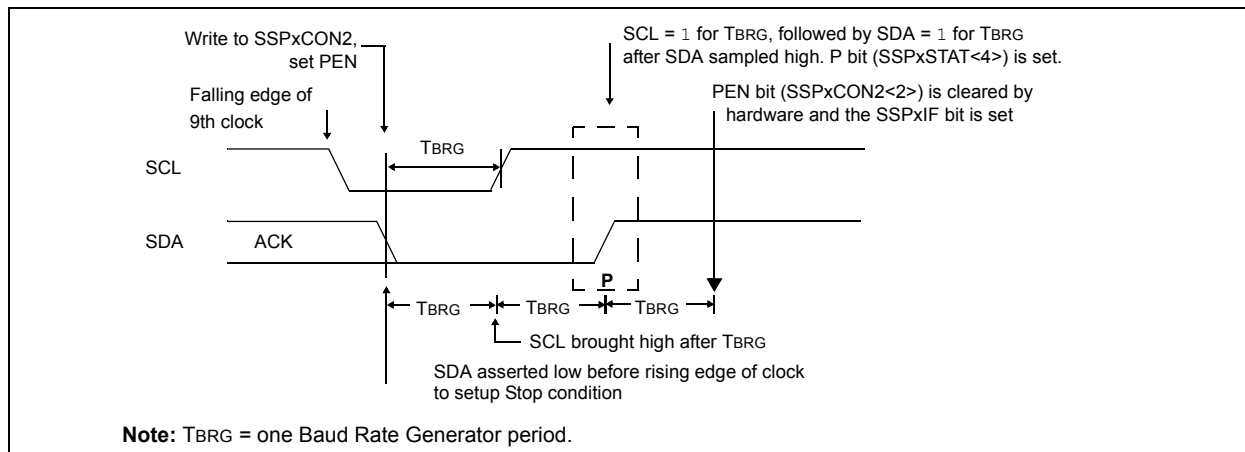 Write to SSPxCON2,
set PEN
SCL = 1 for TBRG, followed by SDA = 1 for TBRG
after SDA sampled high. P bit (SSPxSTAT<4>) is set.
Falling edge of
9th clock
PEN bit (SSPxCON2<2>) is cleared by
hardware and the SSPxIF bit is set
TBRG
SCL
SDA
ACK
P
TBRG
TBRG
TBRG
SCL brought high after TBRG
SDA asserted low before rising edge of clock
to setup Stop condition
Note: TBRG = one Baud Rate Generator period.